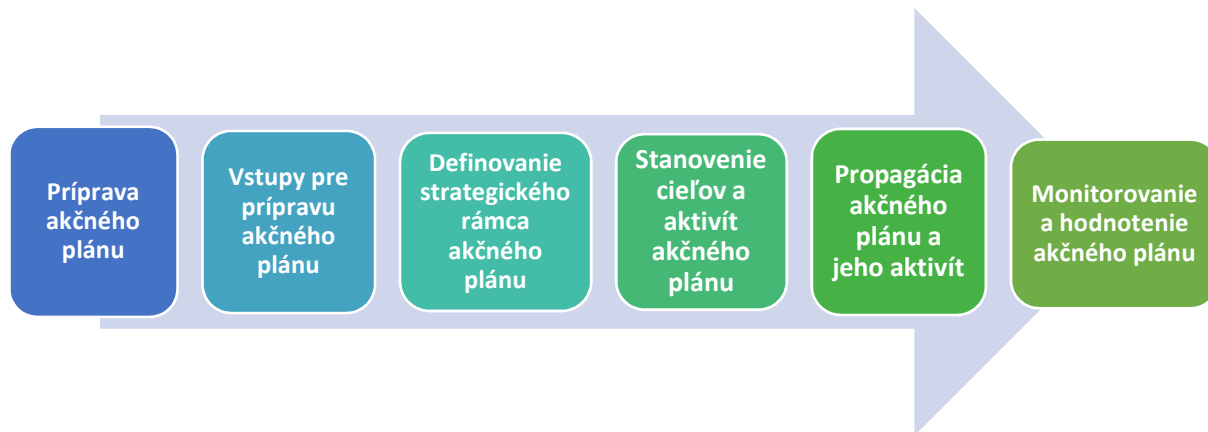 Príprava
akčného
plánu
Vstupy pre
prípravu
akčného
plánu
Definovanie
strategického
rámca
akčného
plánu
Stanovenie
cieľov a
aktivít
akčného
plánu
Propagácia
akčného
plánu a
jeho aktivít
Monitorovanie
a hodnotenie
akčného plánu